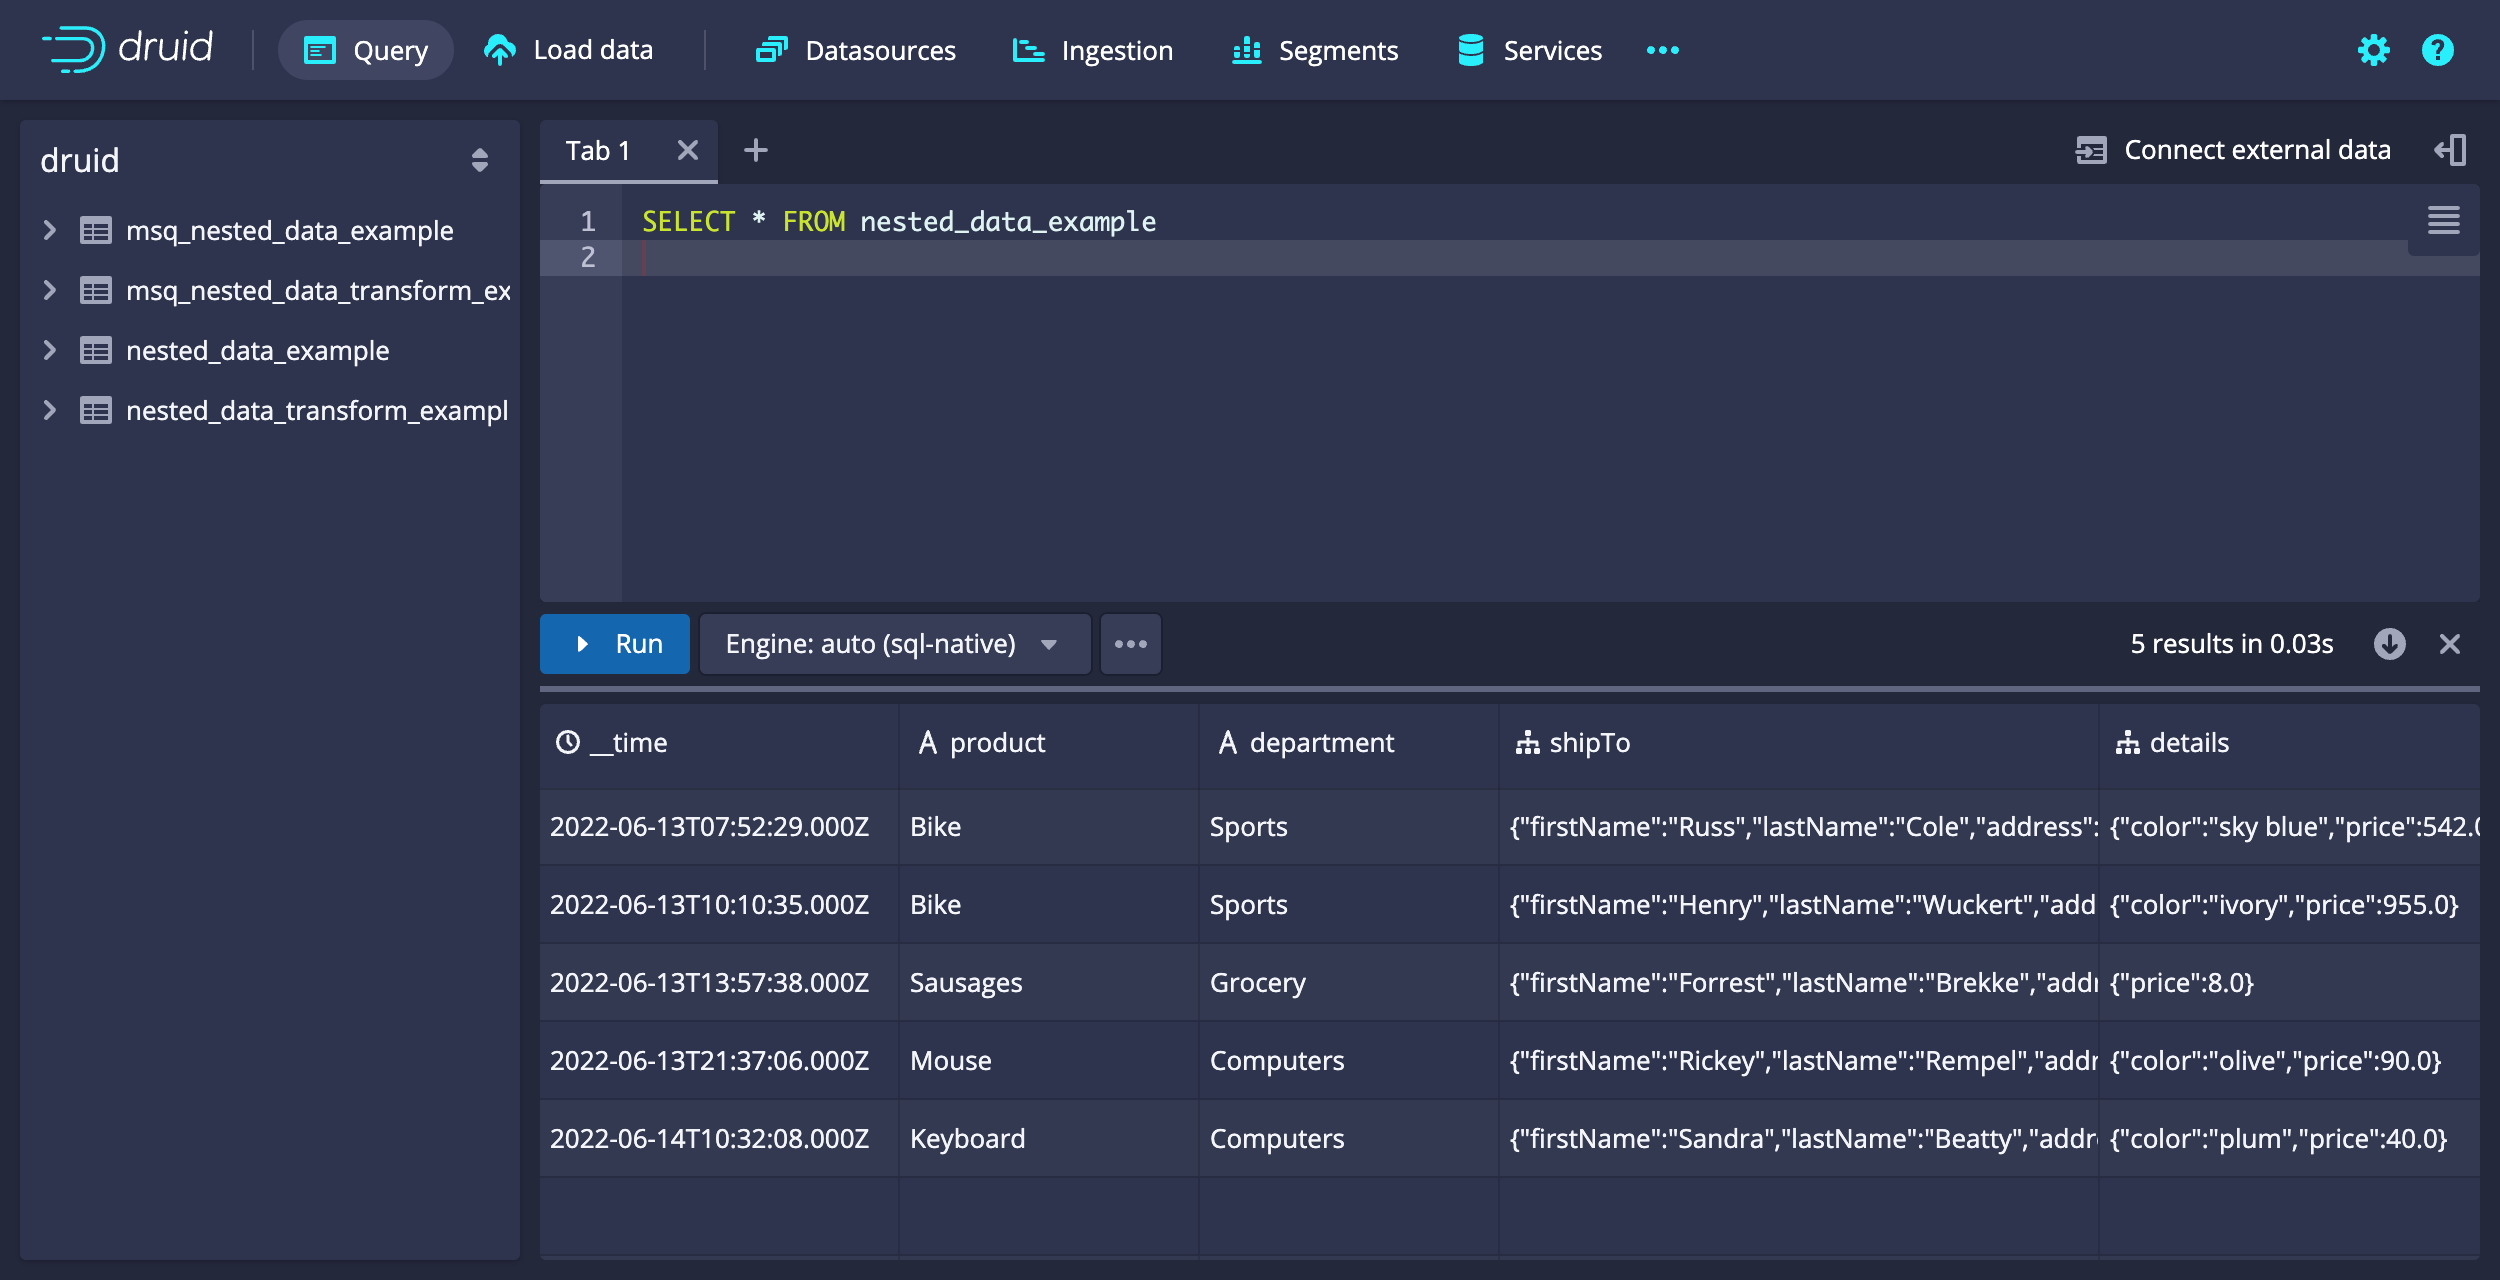 druid Query Load data Datasources Ingestion Segments Services
druid
msq_nested_data_example
msq_nested_data_transform_ex
nested_data_example
nested_data_transform_exampl
Tab 1 Connect external data
1 SELECT * FROM nested_data_example
2
Run Engine: auto (sql-native) 5 results in 0.03s
__time product department shipTo details
2022-06-13T07:52:29.000Z Bike Sports {"firstName":"Russ","lastName":"Cole","address": {"color":"sky blue","price":542.0
2022-06-13T10:10:35.000Z Bike Sports {"firstName":"Henry","lastName":"Wuckert","add {"color":"ivory","price":955.0}
2022-06-13T13:57:38.000Z Sausages Grocery {"firstName":"Forrest","lastName":"Brekke","addr {"price":8.0}
2022-06-13T21:37:06.000Z Mouse Computers {"firstName":"Rickey","lastName":"Rempel","addr {"color":"olive","price":90.0}
2022-06-14T10:32:08.000Z Keyboard Computers {"firstName":"Sandra","lastName":"Beatty","addr {"color":"plum","price":40.0}